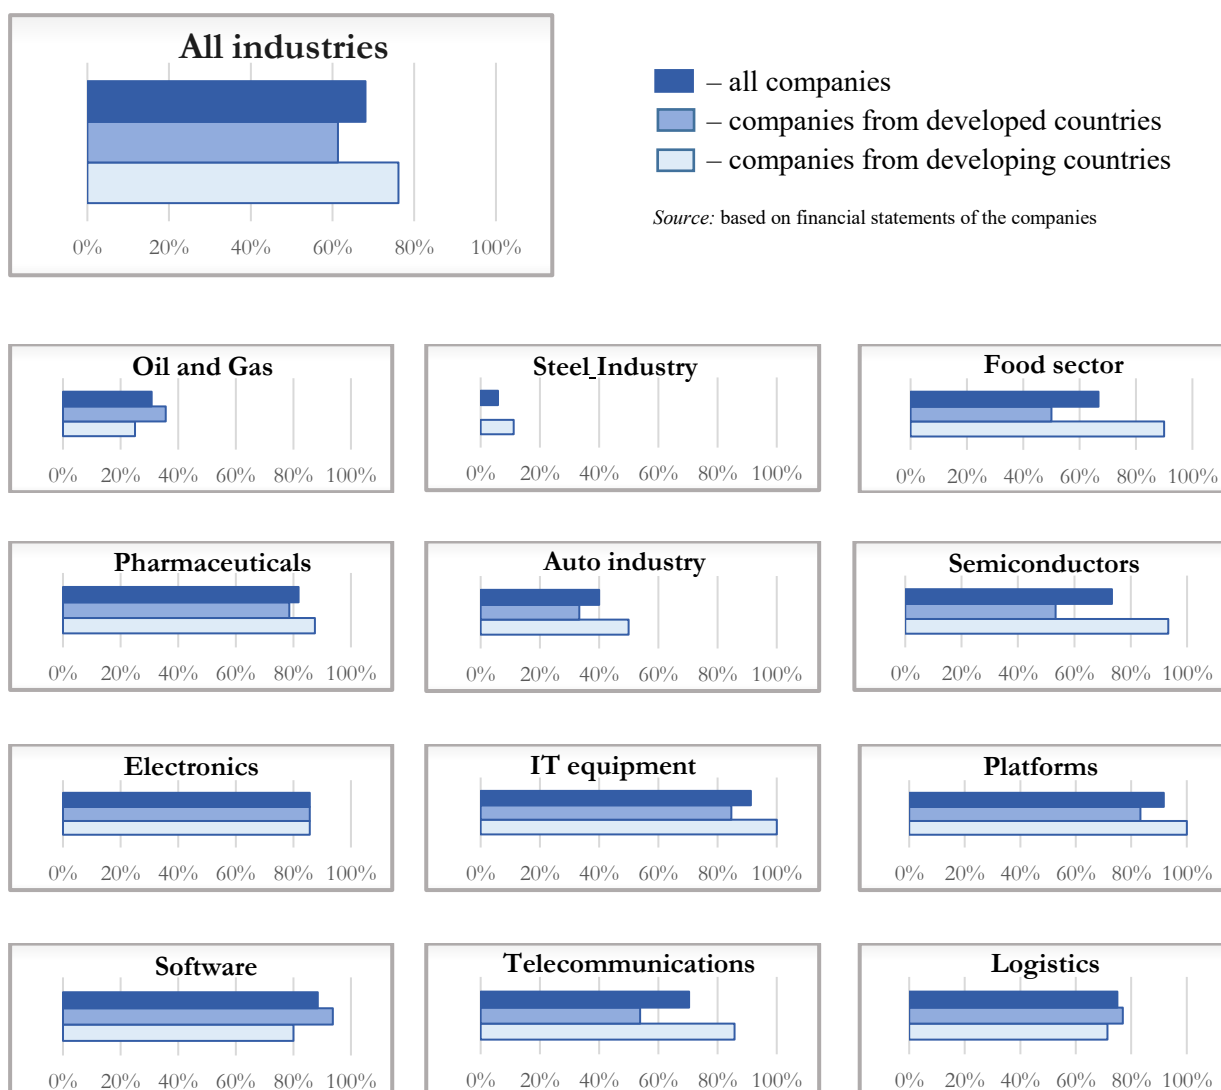 All industries
0% 20% 40% 60% 80% 100%
– all companies
– companies from developed countries
– companies from developing countries
Source: based on financial statements of the companies
Oil and Gas
0% 20% 40% 60% 80% 100%
Steel Industry
0% 20% 40% 60% 80% 100%
Food sector
0% 20% 40% 60% 80% 100%
Pharmaceuticals
0% 20% 40% 60% 80% 100%
Auto industry
0% 20% 40% 60% 80% 100%
Semiconductors
0% 20% 40% 60% 80% 100%
Electronics
0% 20% 40% 60% 80% 100%
IT equipment
0% 20% 40% 60% 80% 100%
Platforms
0% 20% 40% 60% 80% 100%
Software
0% 20% 40% 60% 80% 100%
Telecommunications
0% 20% 40% 60% 80% 100%
Logistics
0% 20% 40% 60% 80% 100%